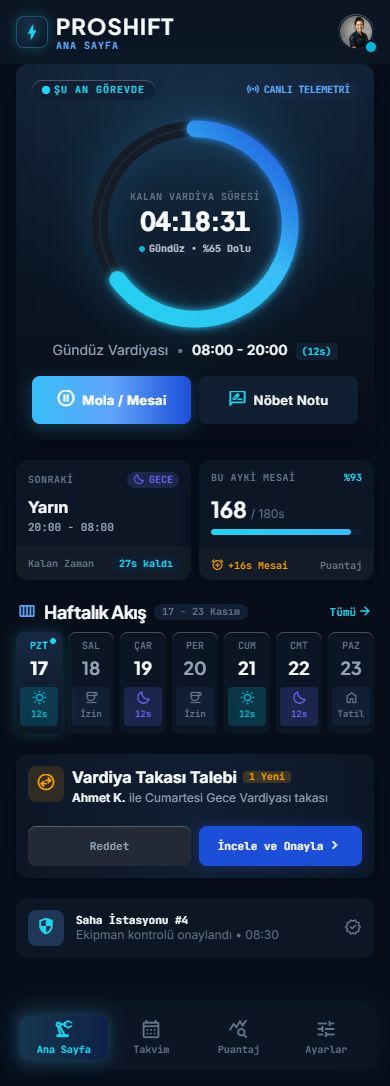 PROSHIFT
ANA SAYFA
ŞU AN GÖREVDE
CANLI TELEMETRİ
KALAN VARDİYA SÜRESİ
04:18:31
Gündüz • %65 Dolu
Gündüz Vardiyası • 08:00 - 20:00 (12s)
Mola / Mesai
Nöbet Notu
SONRAKİ
GECE
Yarın
20:00 - 08:00
Kalan Zaman
27s kaldı
BU AYKİ MESAİ
%93
168 / 180s
+16s Mesai
Puantaj
Haftalık Akış
17 - 23 Kasım
Tümü →
PZT
17
12s
SAL
18
İzin
ÇAR
19
12s
PER
20
İzin
CUM
21
12s
CMT
22
12s
PAZ
23
Tatil
Vardiya Takası Talebi
1 Yeni
Ahmet K. ile Cumartesi Gece Vardiyası takası
Reddet
İncele ve Onayla
Saha İstasyonu #4
Ekipman kontrolü onaylandı • 08:30
Ana Sayfa
Takvim
Puantaj
Ayarlar